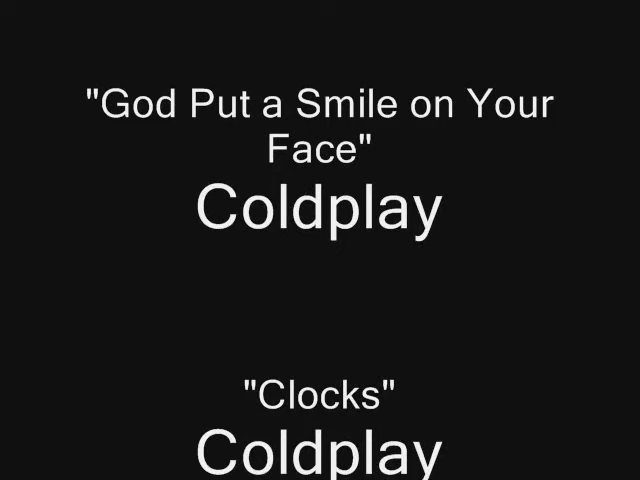 "God Put a Smile on Your
Face"
Coldplay
"Clocks"
Coldplay